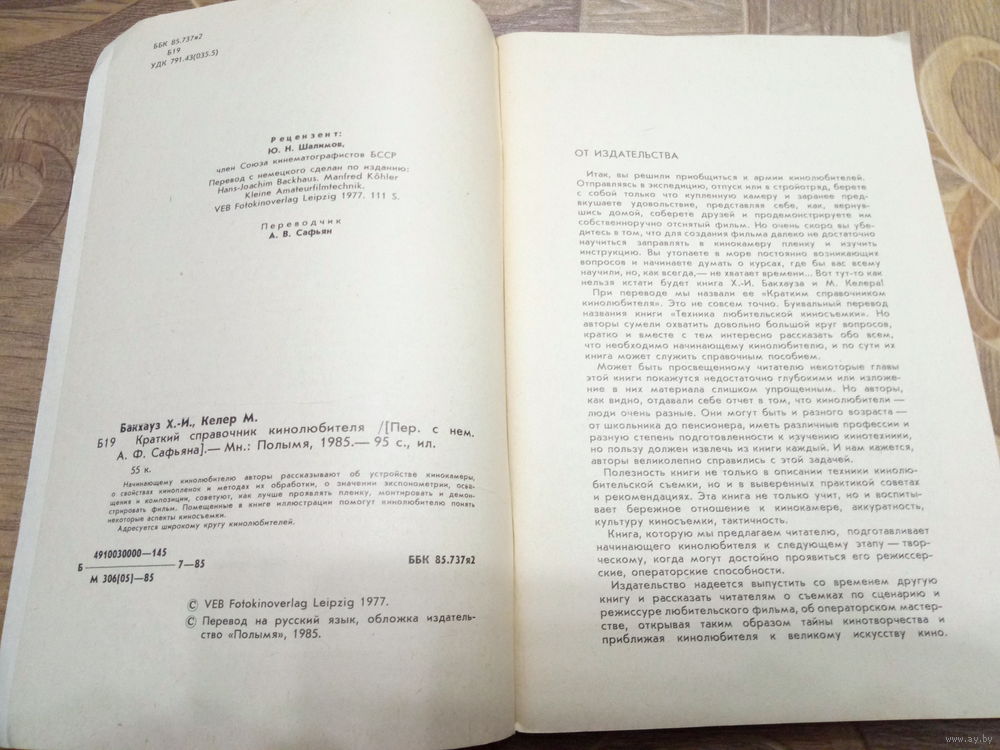 ББК 85.737я2
Б19
УДК 791.43(035.5)
Рецензент:
Ю. Н. Шалимов,
член Союза кинематографистов БССР
Перевод с немецкого сделан по изданию:
Hans-Joachim Backhaus. Manfred Köhler
Kleine Amateurfilmtechnik.
VEB Fotokinoverlag Leipzig 1977. 111 S.
Переводчик
А. В. Сафьян
Бакхауз Х.-И., Келер М.
Б19 Краткий справочник кинолюбителя /[Пер. с нем.
А. Ф. Сафьяна].— Мн.: Полымя, 1985.— 95 с., ил.
55 к.
Начинающему кинолюбителю авторы рассказывают об устройстве кинокамеры,
о свойствах кинопленок и методах их обработки, о значении экспонометрии, осве-
щения и композиции, советуют, как лучше проявлять пленку, монтировать и демон-
стрировать фильм. Помещенные в книге иллюстрации помогут кинолюбителю понять
некоторые аспекты киносъемки.
Адресуется широкому кругу кинолюбителей.
4910030000—145
Б 7—85
М 306(05)—85
ББК 85.737я2
© VEB Fotokinoverlag Leipzig 1977.
© Перевод на русский язык, обложка издатель-
ство «Полымя», 1985.
ОТ ИЗДАТЕЛЬСТВА
Итак, вы решили приобщиться к армии кинолюбителей.
Отправляясь в экспедицию, отпуск или в стройотряд, берете
с собой только что купленную камеру и заранее пред-
вкушаете удовольствие, представляя себе, как, вернув-
шись домой, соберете друзей и продемонстрируете им
собственноручно отснятый фильм. Но очень скоро вы убе-
дитесь в том, что для создания фильма далеко не достаточно
научиться заправлять в кинокамеру пленку и изучить
инструкцию. Вы утопаете в море постоянно возникающих
вопросов и начинаете думать о курсах, где бы вас всему
научили, но, как всегда,— не хватает времени... Вот тут-то как
нельзя кстати будет книга Х.-И. Бакхауза и М. Келера!
При переводе мы назвали ее «Кратким справочником
кинолюбителя». Это не совсем точно. Буквальный перевод
названия книги «Техника любительской киносъемки». Но
авторы сумели охватить довольно большой круг вопросов,
кратко и вместе с тем интересно рассказать обо всем,
что необходимо начинающему кинолюбителю, и по сути их
книга может служить справочным пособием.
Может быть просвещенному читателю некоторые главы
этой книги покажутся недостаточно глубокими или изложе-
ние в них материала слишком упрощенным. Но авторы,
как видно, отдавали себе отчет в том, что кинолюбители —
люди очень разные. Они могут быть и разного возраста —
от школьника до пенсионера, иметь различные профессии и
разную степень подготовленности к изучению кинотехники,
но пользу должен извлечь из книги каждый. И нам кажется,
авторы великолепно справились с этой задачей.
Полезность книги не только в описании техники кинолю-
бительской съемки, но и в выверенных практикой советах
и рекомендациях. Эта книга не только учит, но и воспиты-
вает бережное отношение к кинокамере, аккуратность,
культуру киносъемки, тактичность.
Книга, которую мы предлагаем читателю, подготавливает
начинающего кинолюбителя к следующему этапу — твор-
ческому, когда могут достойно проявиться его режиссер-
ские, операторские способности.
Издательство надеется выпустить со временем другую
книгу и рассказать читателям о съемках по сценарию и
режиссуре любительского фильма, об операторском мастер-
стве, открывая таким образом тайны кинотворчества и
приближая кинолюбителя к великому искусству кино.
www.ay.by